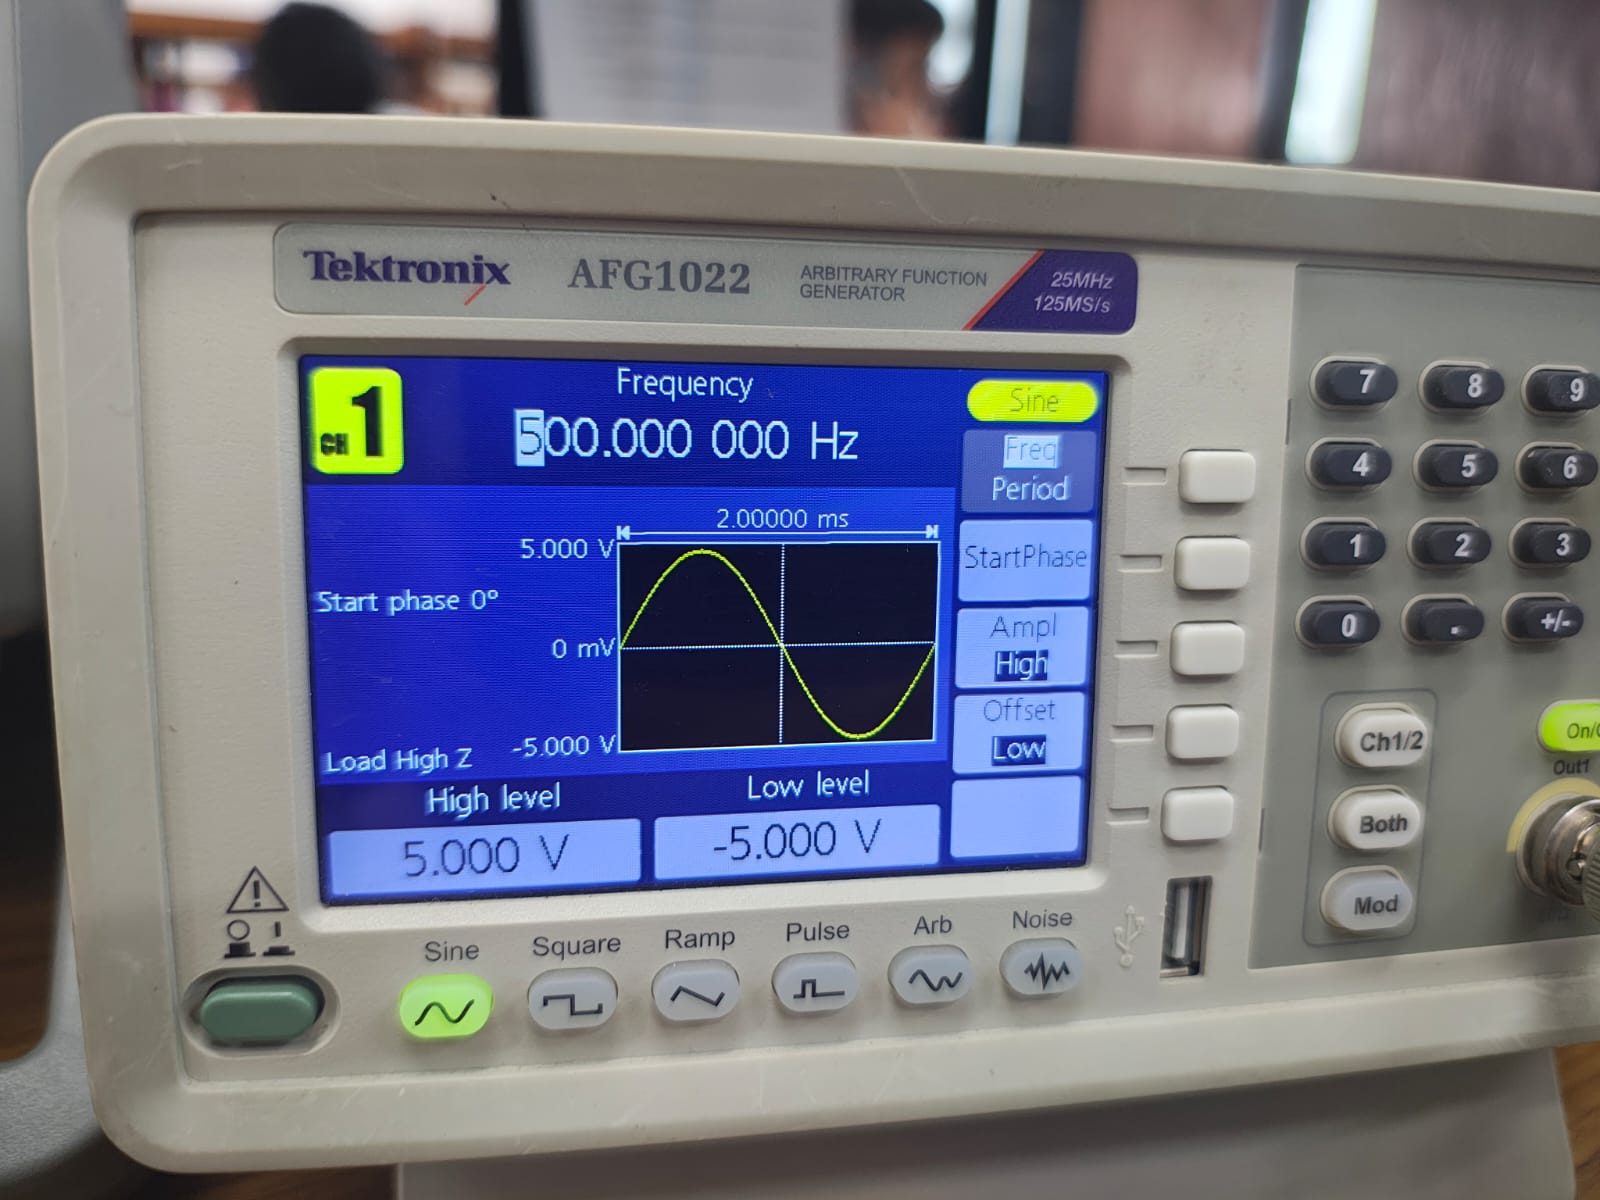 Tektronix AFG1022 ARBITRARY FUNCTION GENERATOR
25MHz
125MS/s
CH 1
Frequency
500.000 000 Hz
Sine
Freq
Period
StartPhase
Ampl
High
Offset
Low
2.00000 ms
5.000 V
Start phase 0°
0 mV
-5.000 V
Load High Z
High level
5.000 V
Low level
-5.000 V
Sine
Square
Ramp
Pulse
Arb
Noise
7 8 9
4 5 6
1 2 3
0 . +/-
Ch1/2
Both
Mod
Out1